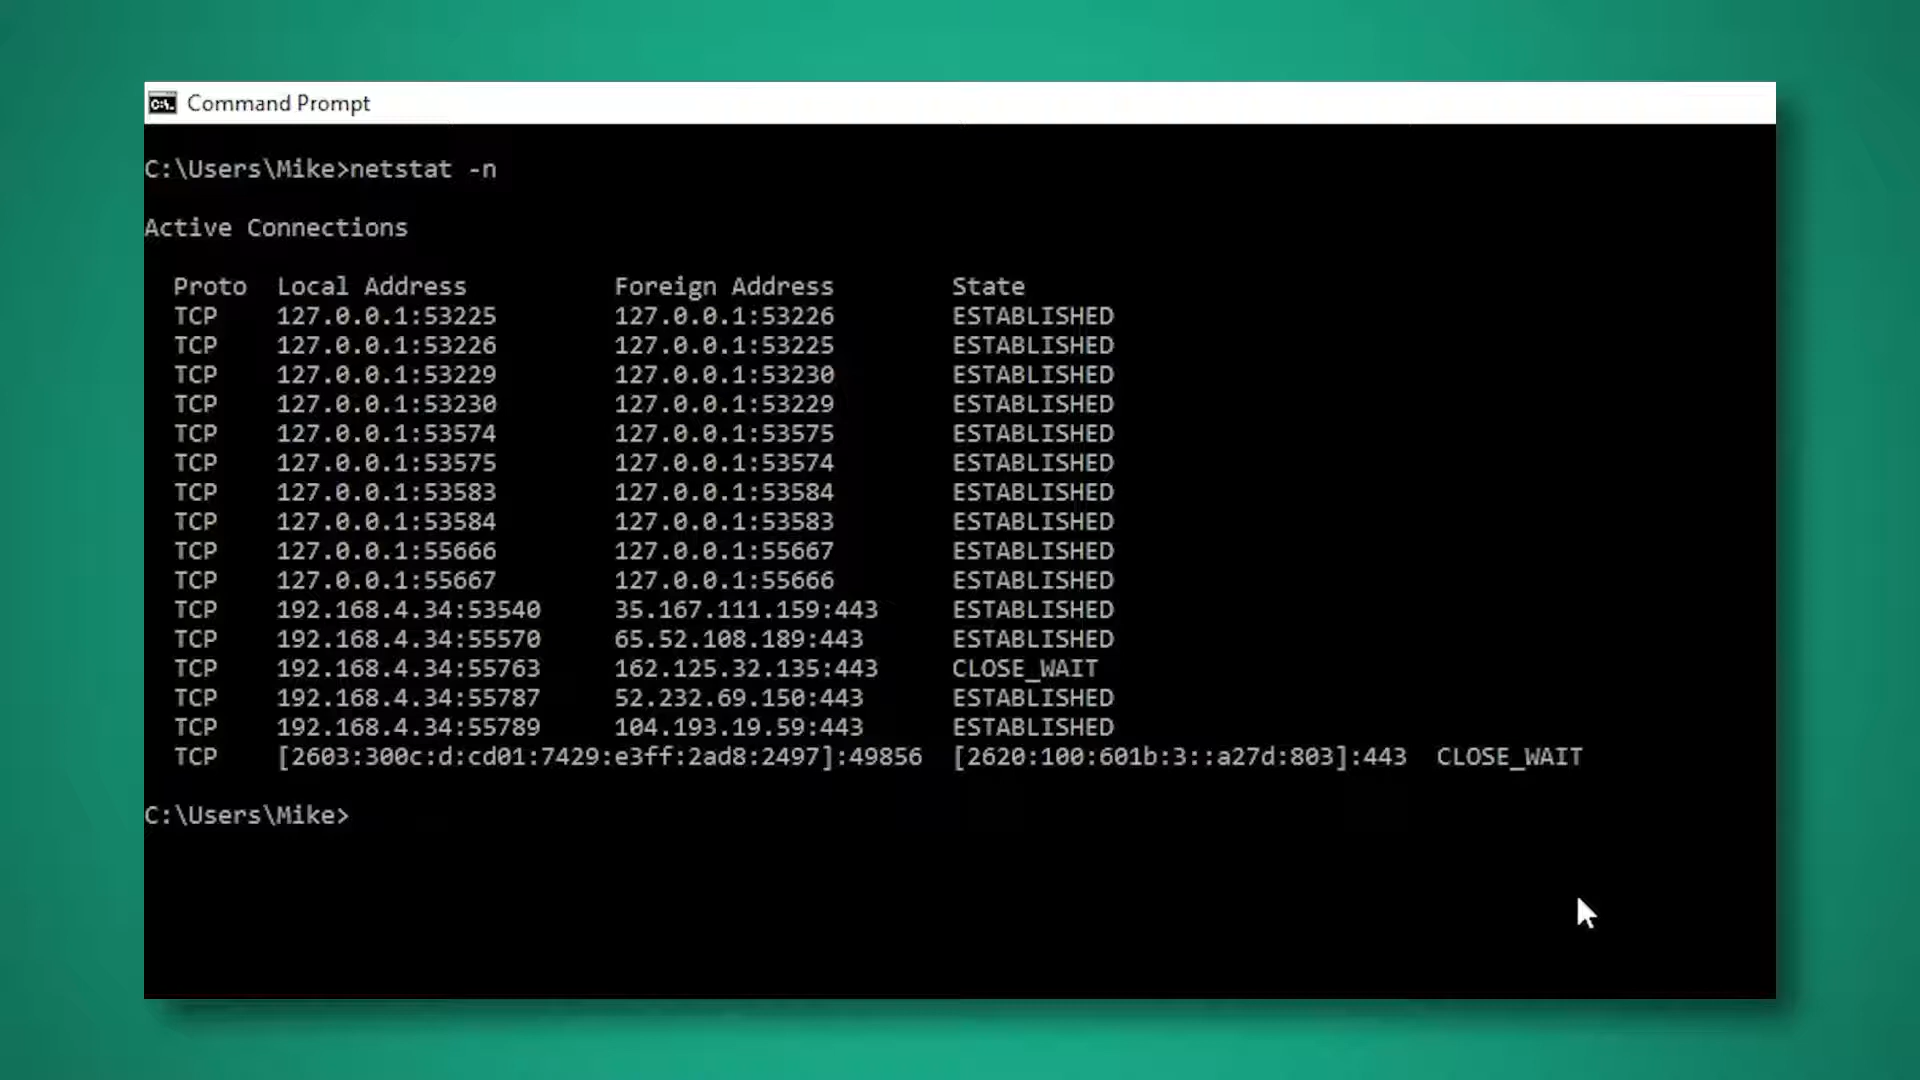 Command Prompt
C:\Users\Mike>netstat -n
Active Connections
Proto Local Address Foreign Address State
TCP 127.0.0.1:53225 127.0.0.1:53226 ESTABLISHED
TCP 127.0.0.1:53226 127.0.0.1:53225 ESTABLISHED
TCP 127.0.0.1:53229 127.0.0.1:53230 ESTABLISHED
TCP 127.0.0.1:53230 127.0.0.1:53229 ESTABLISHED
TCP 127.0.0.1:53574 127.0.0.1:53575 ESTABLISHED
TCP 127.0.0.1:53575 127.0.0.1:53574 ESTABLISHED
TCP 127.0.0.1:53583 127.0.0.1:53584 ESTABLISHED
TCP 127.0.0.1:53584 127.0.0.1:53583 ESTABLISHED
TCP 127.0.0.1:55666 127.0.0.1:55667 ESTABLISHED
TCP 127.0.0.1:55667 127.0.0.1:55666 ESTABLISHED
TCP 192.168.4.34:53540 35.167.111.159:443 ESTABLISHED
TCP 192.168.4.34:55570 65.52.108.189:443 ESTABLISHED
TCP 192.168.4.34:55763 162.125.32.135:443 CLOSE_WAIT
TCP 192.168.4.34:55787 52.232.69.150:443 ESTABLISHED
TCP 192.168.4.34:55789 104.193.19.59:443 ESTABLISHED
TCP [2603:300c:d:cd01:7429:e3ff:2ad8:2497]:49856 [2620:100:601b:3::a27d:803]:443 CLOSE_WAIT
C:\Users\Mike>